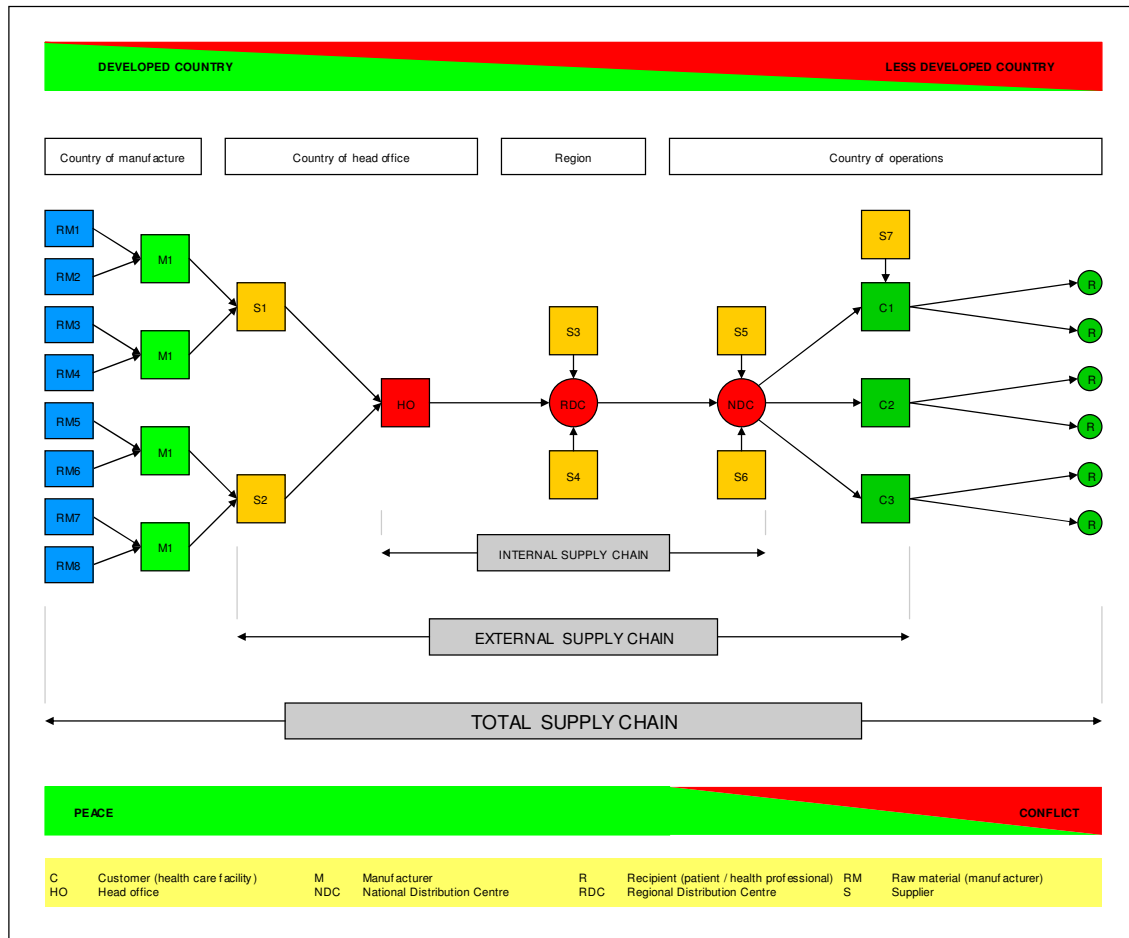 DEVELOPED COUNTRY
LESS DEVELOPED COUNTRY
Country of manufacture
Country of head office
Region
Country of operations
RM1
RM2
RM3
RM4
RM5
RM6
RM7
RM8
M1
M1
M1
M1
S1
S2
HO
S3
RDC
S4
S5
NDC
S6
S7
C1
C2
C3
R
R
R
R
R
R
INTERNAL SUPPLY CHAIN
EXTERNAL SUPPLY CHAIN
TOTAL SUPPLY CHAIN
PEACE
CONFLICT
C Customer (health care facility) M Manufacturer R Recipient (patient / health professional) RM Raw material (manufacturer)
HO Head office NDC National Distribution Centre RDC Regional Distribution Centre S Supplier